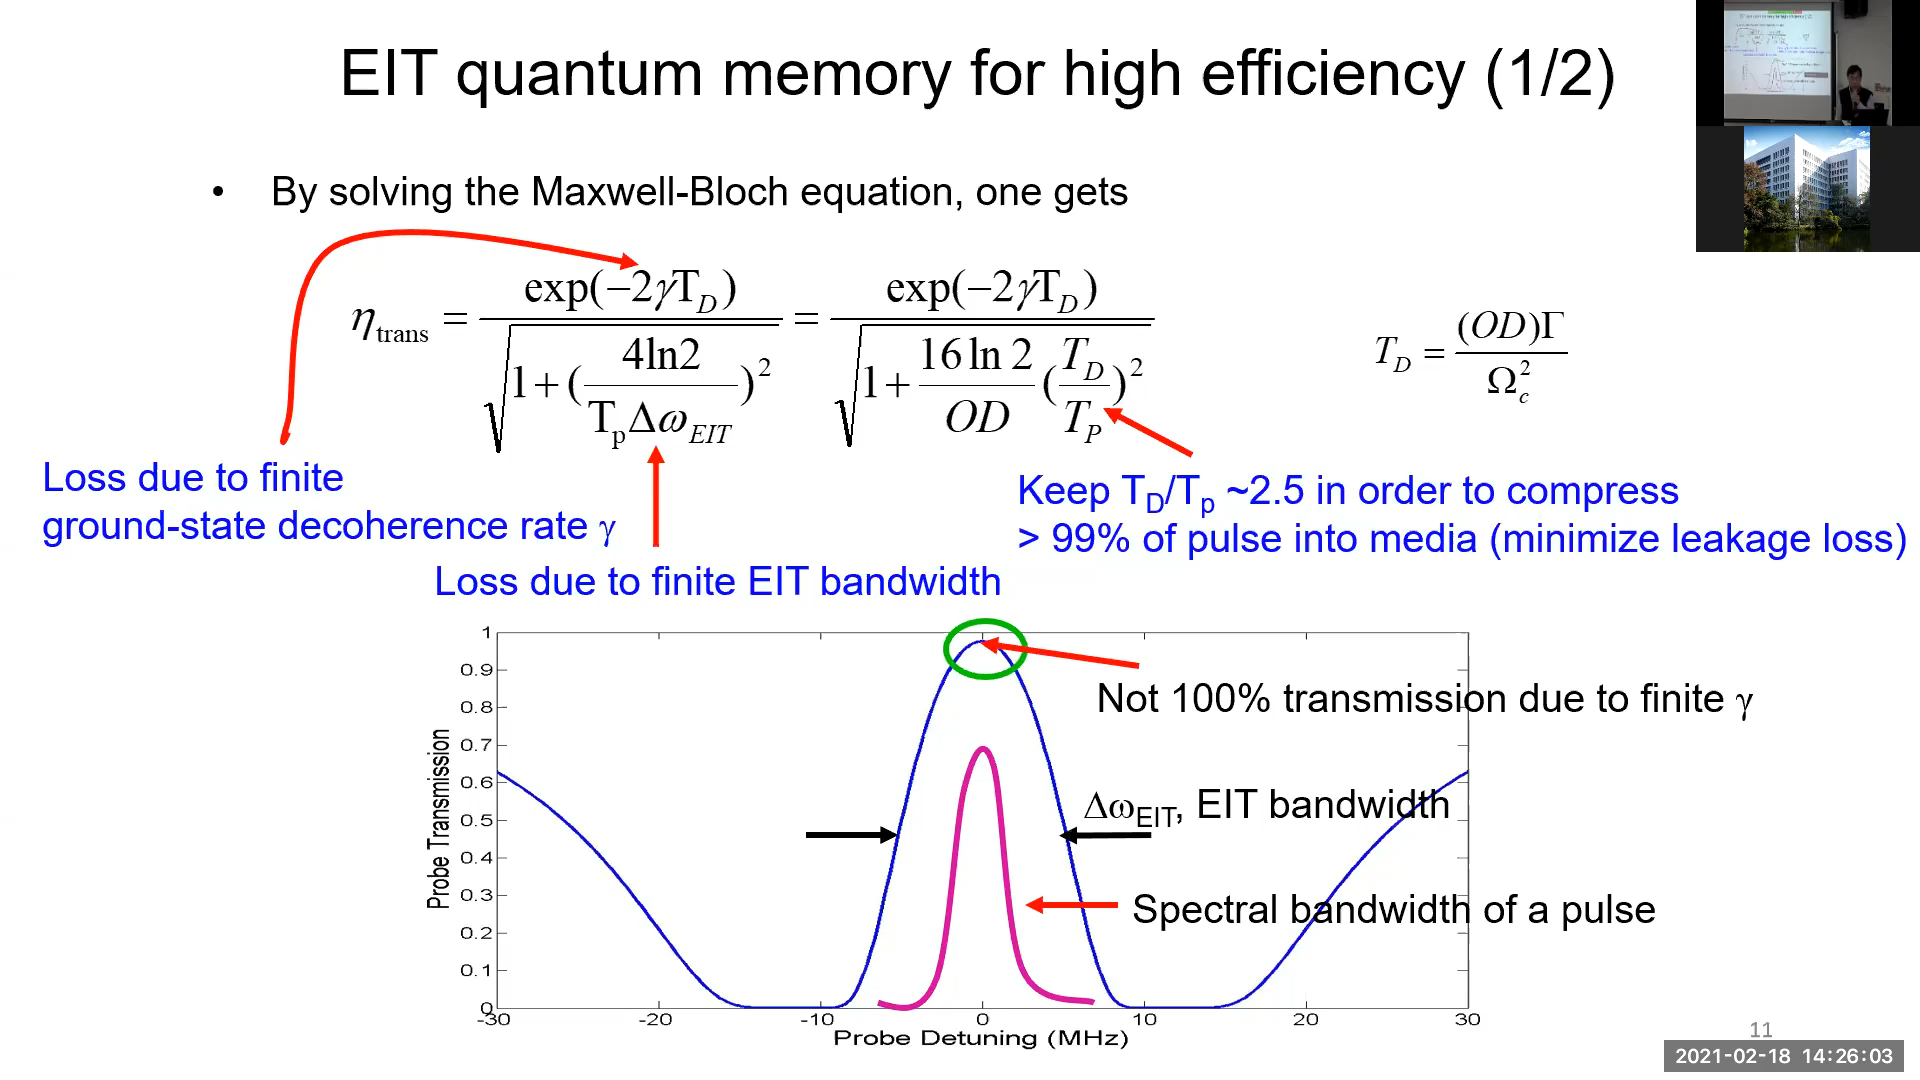 EIT quantum memory for high efficiency (1/2)
• By solving the Maxwell-Bloch equation, one gets
η_trans = exp(−2γT_D) / √(1+(4ln2 / (T_pΔω_EIT))²) = exp(−2γT_D) / √(1+(16 ln 2 / OD)(T_D / T_P)²)
T_D = (OD)Γ / Ω_c²
Loss due to finite
ground-state decoherence rate γ
Keep T_D/T_p ~2.5 in order to compress
> 99% of pulse into media (minimize leakage loss)
Loss due to finite EIT bandwidth
Not 100% transmission due to finite γ
Δω_EIT, EIT bandwidth
Spectral bandwidth of a pulse
Probe Transmission
1
0.9
0.8
0.7
0.6
0.5
0.4
0.3
0.2
0.1
0
-30 -20 -10 0 10 20 30
Probe Detuning (MHz)
11
2021-02-18 14:26:03